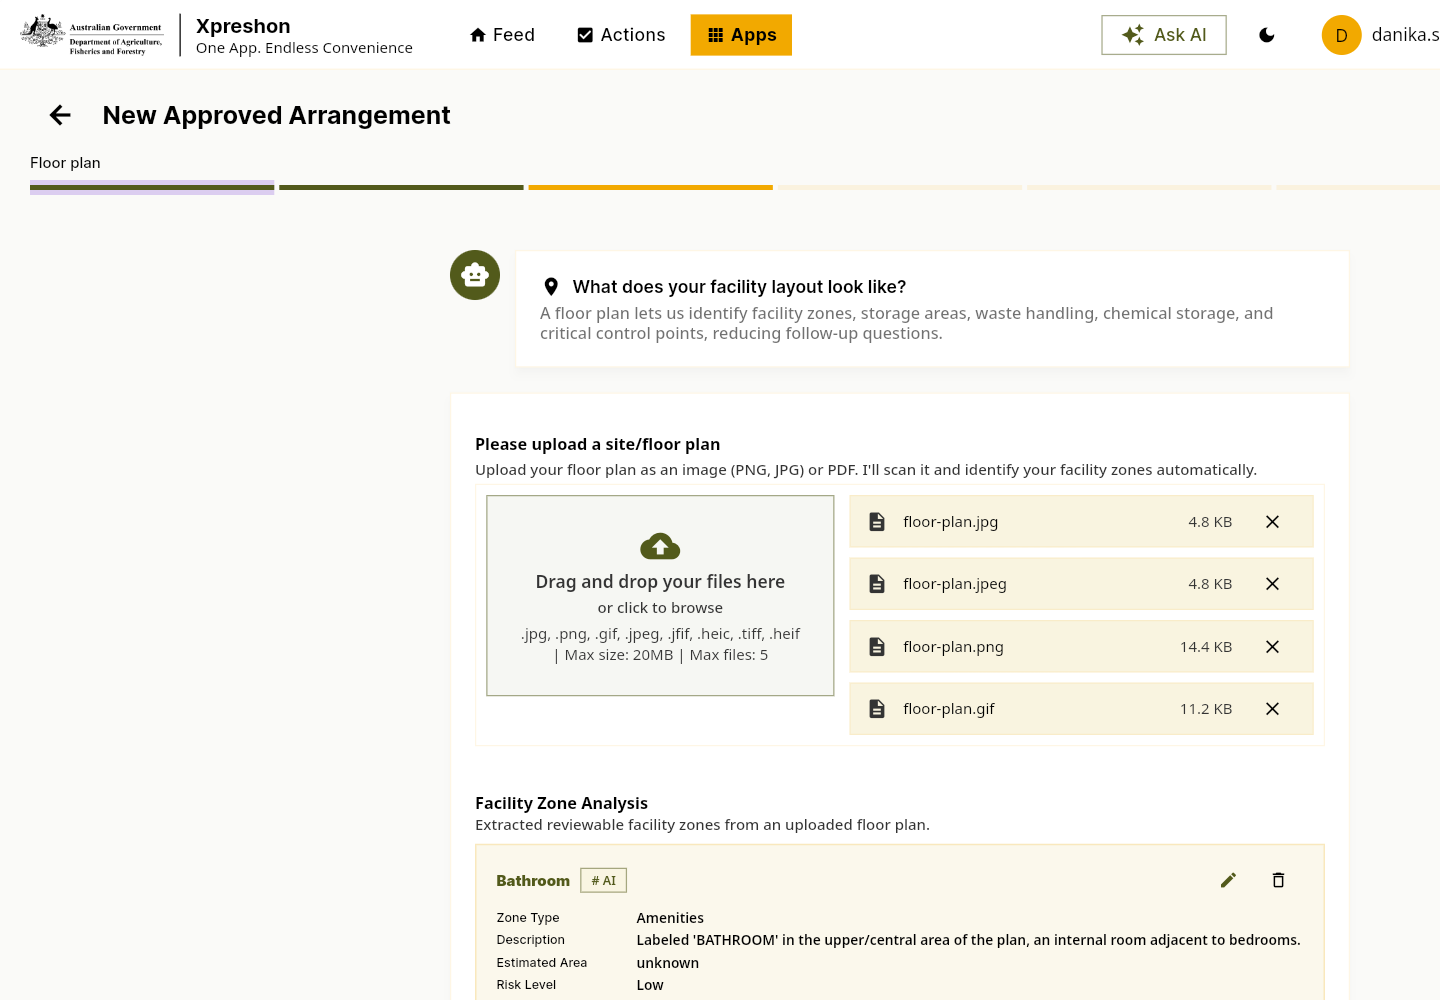 Australian Government
Department of Agriculture,
Fisheries and Forestry
Xpreshon
One App. Endless Convenience
Feed
Actions
Apps
Ask AI
D
danika.s
New Approved Arrangement
Floor plan
What does your facility layout look like?
A floor plan lets us identify facility zones, storage areas, waste handling, chemical storage, and
critical control points, reducing follow-up questions.
Please upload a site/floor plan
Upload your floor plan as an image (PNG, JPG) or PDF. I'll scan it and identify your facility zones automatically.
Drag and drop your files here
or click to browse
.jpg, .png, .gif, .jpeg, .jfif, .heic, .tiff, .heif
| Max size: 20MB | Max files: 5
floor-plan.jpg 4.8 KB
floor-plan.jpeg 4.8 KB
floor-plan.png 14.4 KB
floor-plan.gif 11.2 KB
Facility Zone Analysis
Extracted reviewable facility zones from an uploaded floor plan.
Bathroom # AI
Zone Type Amenities
Description Labeled 'BATHROOM' in the upper/central area of the plan, an internal room adjacent to bedrooms.
Estimated Area unknown
Risk Level Low